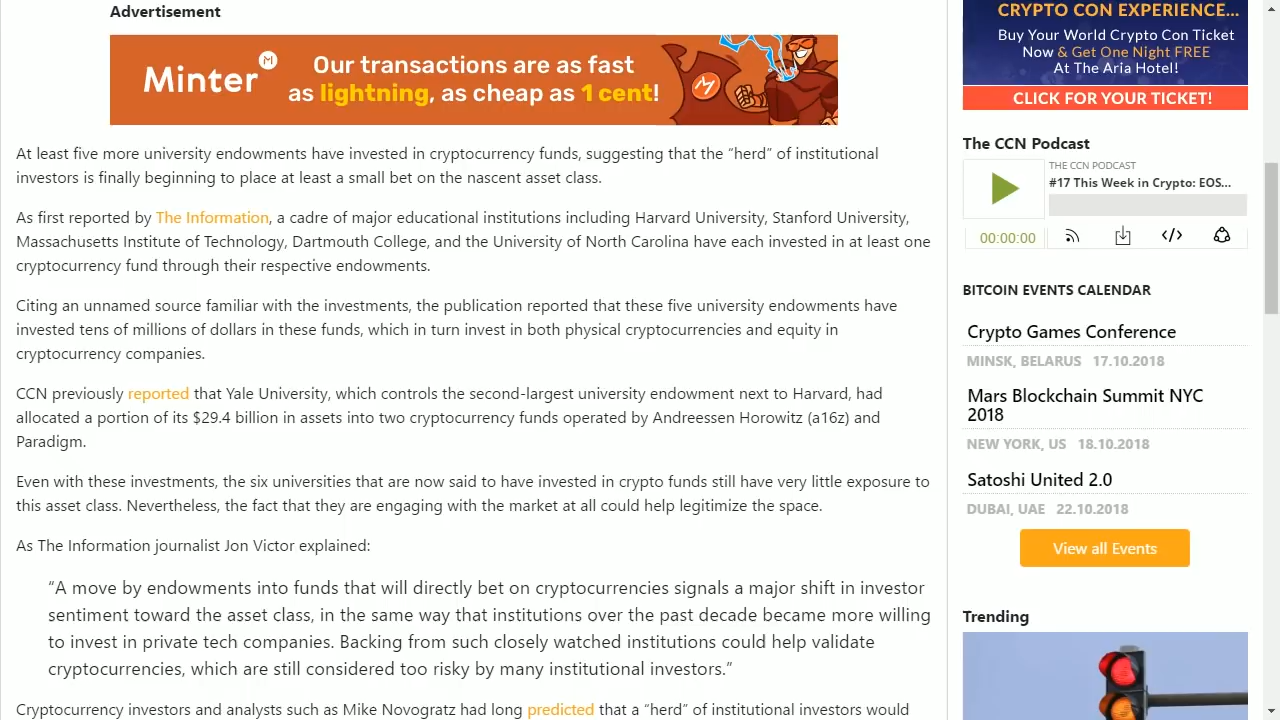 Advertisement
Minter M
Our transactions are as fast
as lightning, as cheap as 1 cent!
At least five more university endowments have invested in cryptocurrency funds, suggesting that the “herd” of institutional
investors is finally beginning to place at least a small bet on the nascent asset class.
As first reported by The Information, a cadre of major educational institutions including Harvard University, Stanford University,
Massachusetts Institute of Technology, Dartmouth College, and the University of North Carolina have each invested in at least one
cryptocurrency fund through their respective endowments.
Citing an unnamed source familiar with the investments, the publication reported that these five university endowments have
invested tens of millions of dollars in these funds, which in turn invest in both physical cryptocurrencies and equity in
cryptocurrency companies.
CCN previously reported that Yale University, which controls the second-largest university endowment next to Harvard, had
allocated a portion of its $29.4 billion in assets into two cryptocurrency funds operated by Andreessen Horowitz (a16z) and
Paradigm.
Even with these investments, the six universities that are now said to have invested in crypto funds still have very little exposure to
this asset class. Nevertheless, the fact that they are engaging with the market at all could help legitimize the space.
As The Information journalist Jon Victor explained:
“A move by endowments into funds that will directly bet on cryptocurrencies signals a major shift in investor
sentiment toward the asset class, in the same way that institutions over the past decade became more willing
to invest in private tech companies. Backing from such closely watched institutions could help validate
cryptocurrencies, which are still considered too risky by many institutional investors.”
Cryptocurrency investors and analysts such as Mike Novogratz had long predicted that a “herd” of institutional investors would
CRYPTO CON EXPERIENCE...
Buy Your World Crypto Con Ticket
Now & Get One Night FREE
At The Aria Hotel!
CLICK FOR YOUR TICKET!
The CCN Podcast
THE CCN PODCAST
#17 This Week in Crypto: EOS...
00:00:00
BITCOIN EVENTS CALENDAR
Crypto Games Conference
MINSK, BELARUS 17.10.2018
Mars Blockchain Summit NYC
2018
NEW YORK, US 18.10.2018
Satoshi United 2.0
DUBAI, UAE 22.10.2018
View all Events
Trending